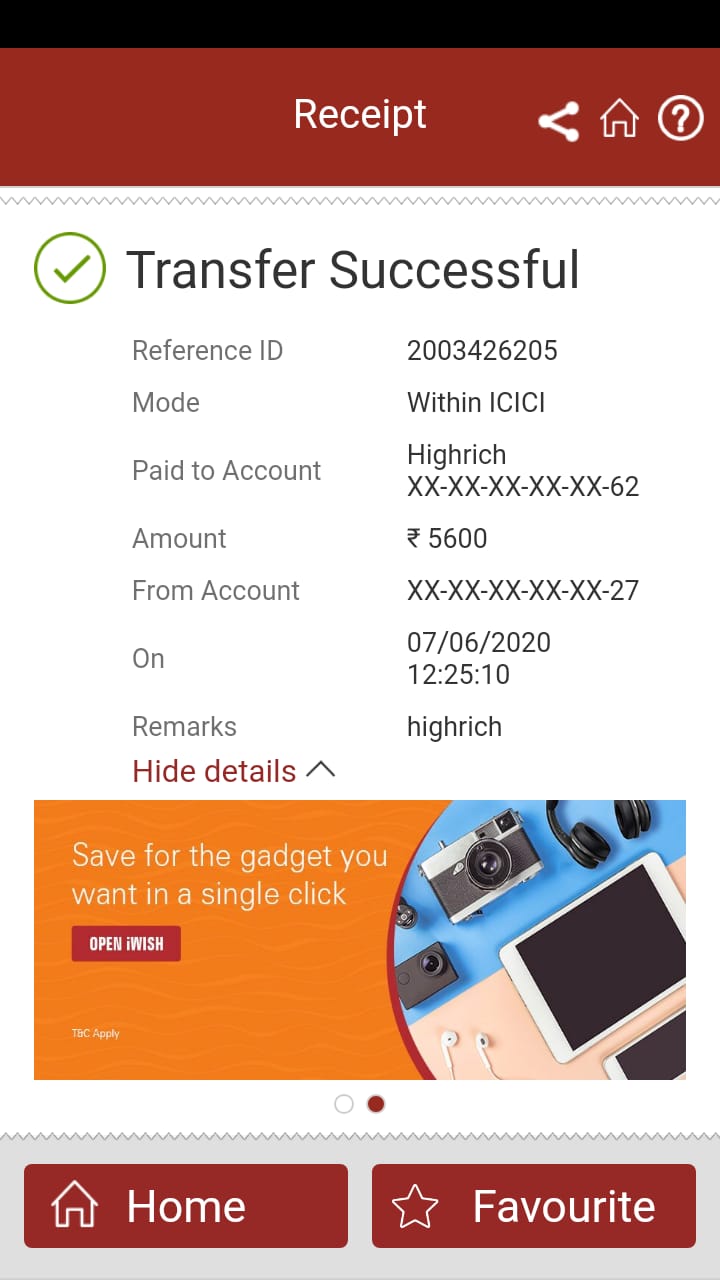 Receipt
Transfer Successful
Reference ID 2003426205
Mode Within ICICI
Paid to Account Highrich
XX-XX-XX-XX-XX-62
Amount ₹ 5600
From Account XX-XX-XX-XX-XX-27
On 07/06/2020
12:25:10
Remarks highrich
Hide details
Save for the gadget you
want in a single click
OPEN iWISH
T&C Apply
Home Favourite